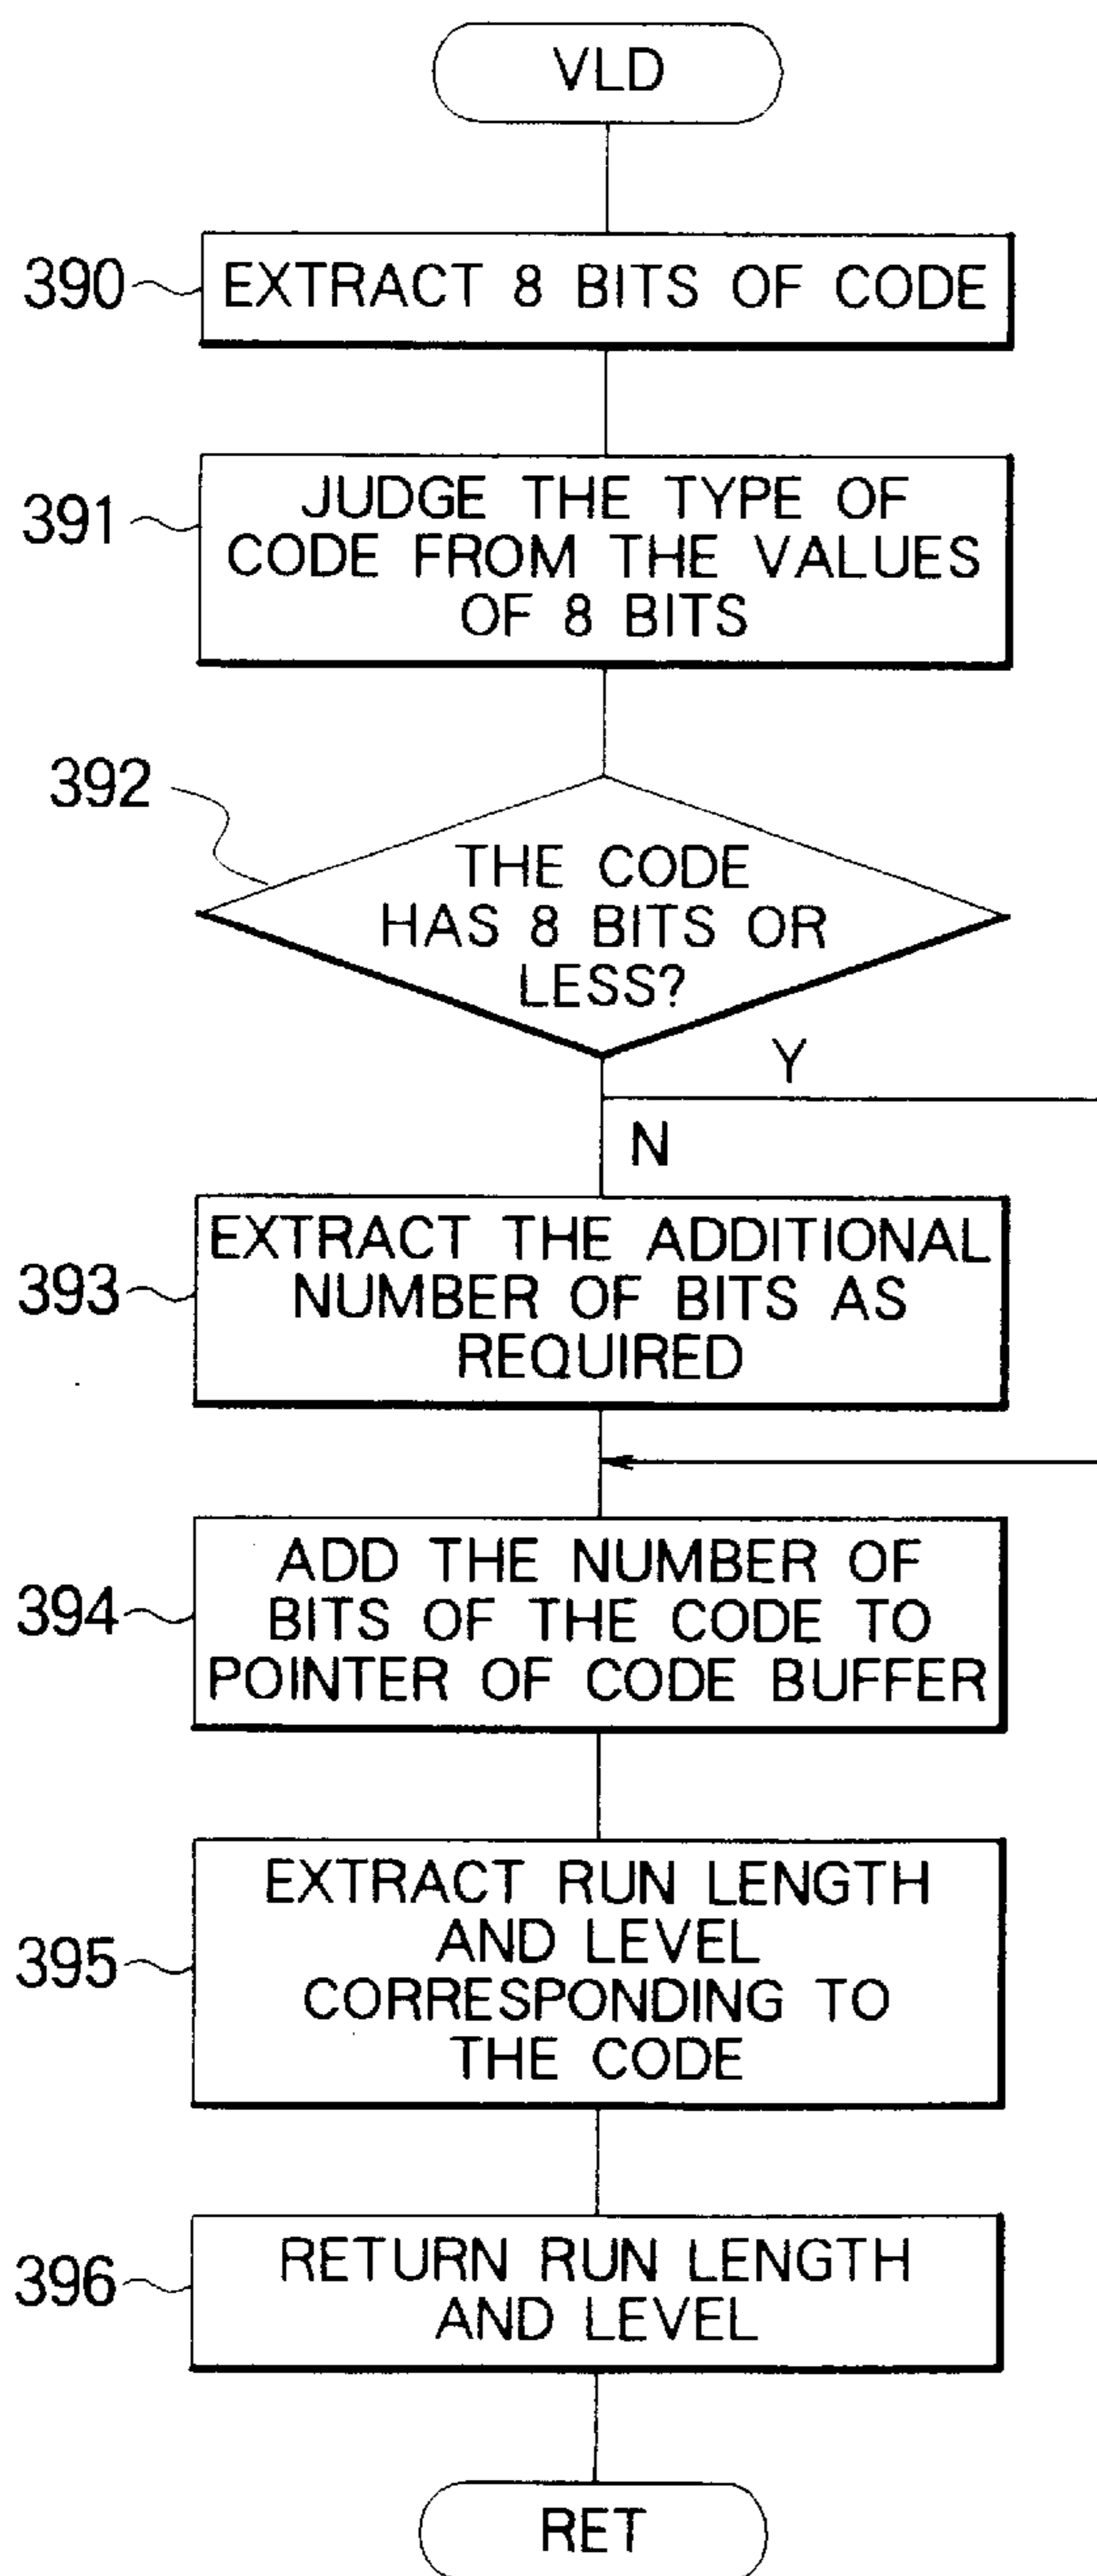 VLD
390
EXTRACT 8 BITS OF CODE
391
JUDGE THE TYPE OF
CODE FROM THE VALUES
OF 8 BITS
392
THE CODE
HAS 8 BITS OR
LESS?
Y
N
393
EXTRACT THE ADDITIONAL
NUMBER OF BITS AS
REQUIRED
394
ADD THE NUMBER OF
BITS OF THE CODE TO
POINTER OF CODE BUFFER
395
EXTRACT RUN LENGTH
AND LEVEL
CORRESPONDING TO
THE CODE
396
RETURN RUN LENGTH
AND LEVEL
RET